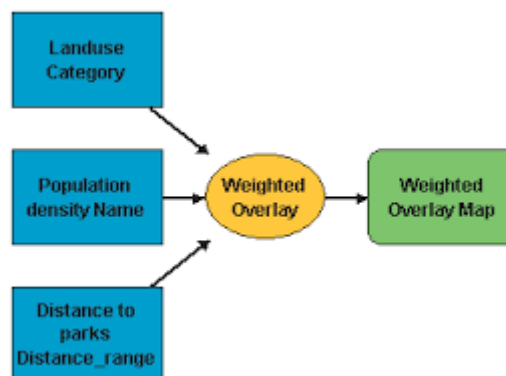 Landuse
Category
Population
density Name
Weighted
Overlay
Weighted
Overlay Map
Distance to
parks
Distance_range